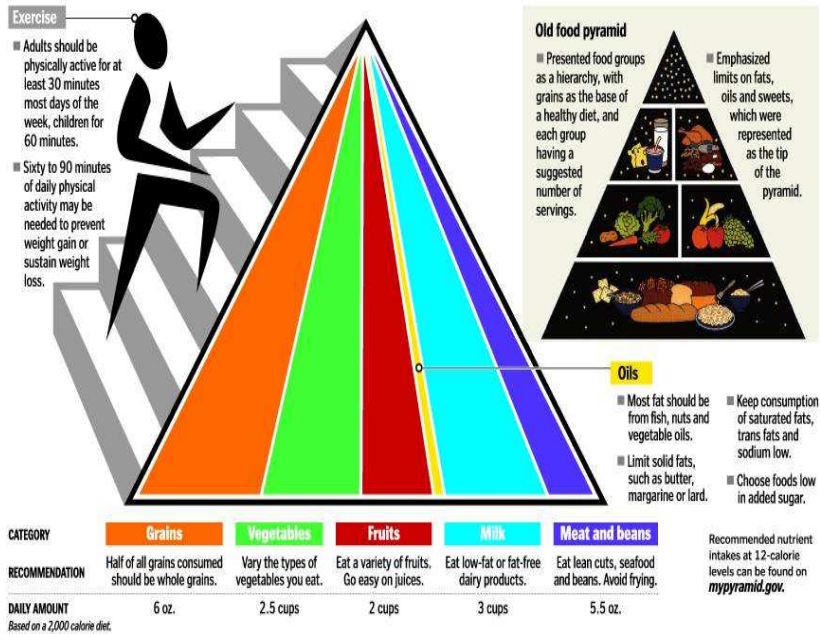 Exercise
■ Adults should be
physically active for at
least 30 minutes
most days of the
week, children for
60 minutes.
■ Sixty to 90 minutes
of daily physical
activity may be
needed to prevent
weight gain or
sustain weight
loss.
Old food pyramid
■ Presented food groups
as a hierarchy, with
grains as the base of
a healthy diet, and
each group
having a
suggested
number of
servings.
■ Emphasized
limits on fats,
oils and sweets,
which were
represented
as the tip
of the
pyramid.
Oils
■ Most fat should be
from fish, nuts and
vegetable oils.
■ Limit solid fats,
such as butter,
margarine or lard.
■ Keep consumption
of saturated fats,
trans fats and
sodium low.
■ Choose foods low
in added sugar.
CATEGORY Grains Vegetables Fruits Milk Meat and beans
RECOMMENDATION
Half of all grains consumed
should be whole grains.
Vary the types of
vegetables you eat.
Eat a variety of fruits.
Go easy on juices.
Eat low-fat or fat-free
dairy products.
Eat lean cuts, seafood
and beans. Avoid frying.
DAILY AMOUNT 6 oz. 2.5 cups 2 cups 3 cups 5.5 oz.
Based on a 2,000 calorie diet.
Recommended nutrient
intakes at 12-calorie
levels can be found on
mypyramid.gov.